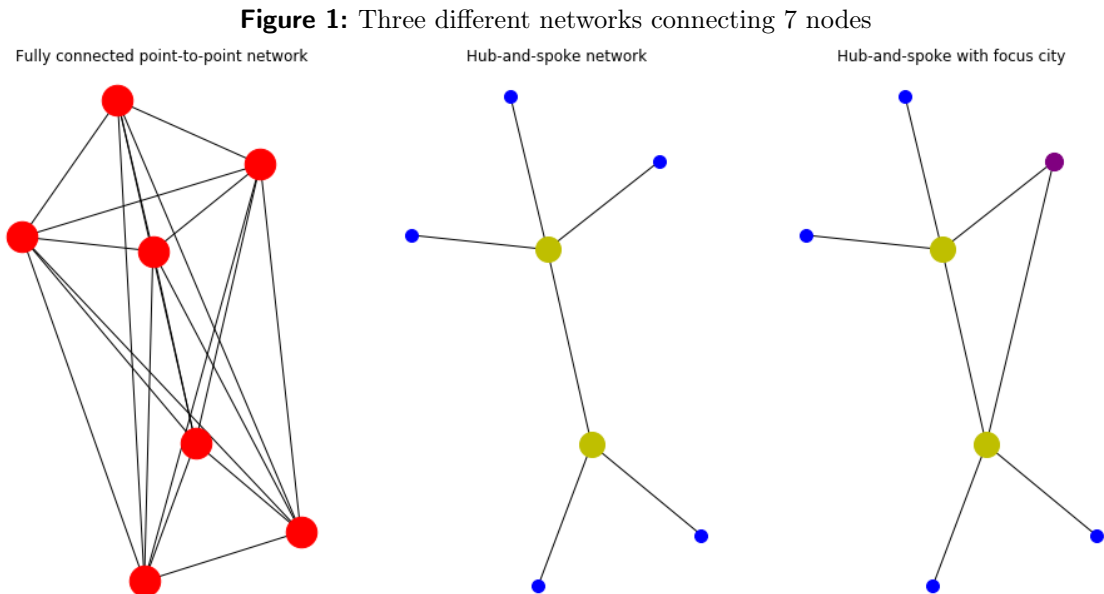 Figure 1: Three different networks connecting 7 nodes
Fully connected point-to-point network
Hub-and-spoke network
Hub-and-spoke with focus city